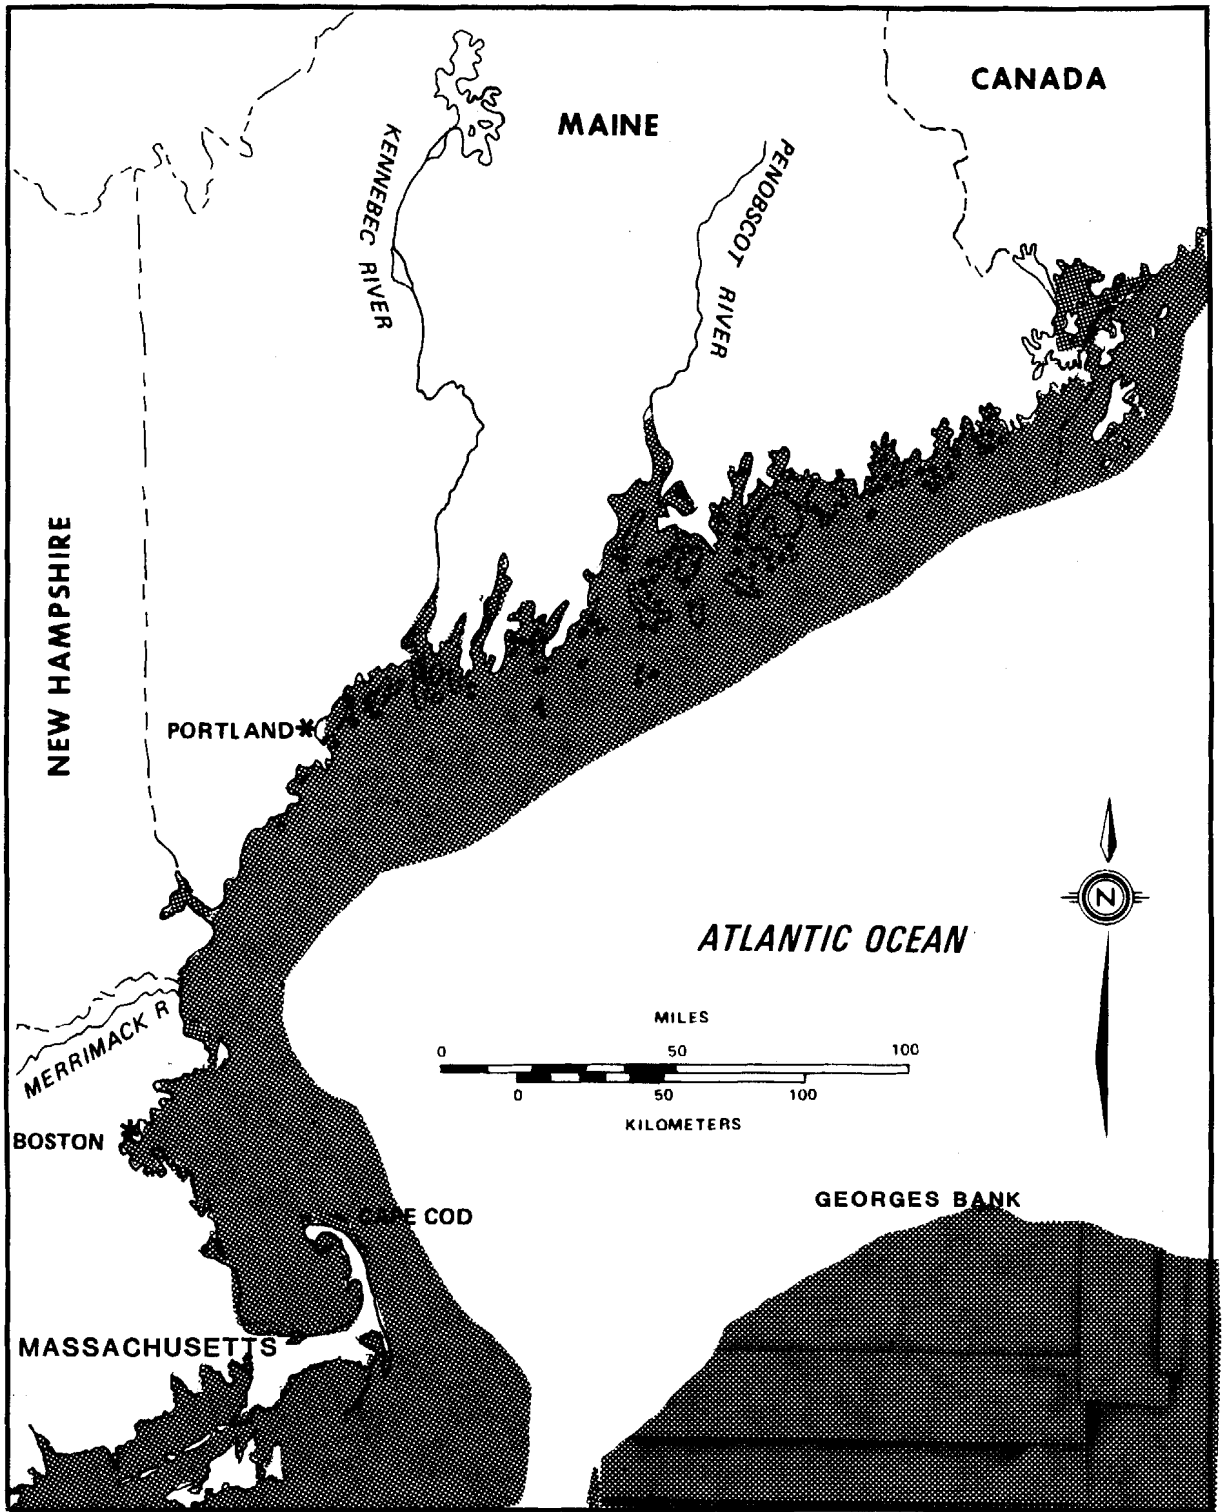 CANADA
MAINE
KENNEBEC RIVER
PENOBSCOT RIVER
NEW HAMPSHIRE
PORTLAND*
N
ATLANTIC OCEAN
MILES
0 50 100
0 50 100
KILOMETERS
MERRIMACK R
BOSTON
*
GEORGES BANK
CAPE COD
MASSACHUSETTS